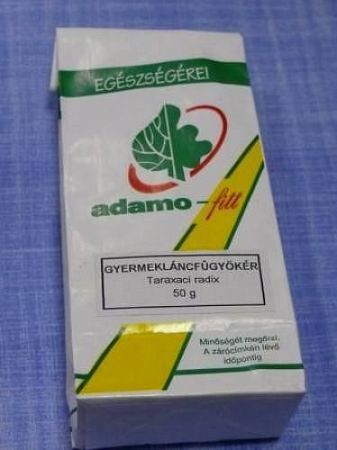 EGÉSZSÉGÉREI
adamo-fitt
GYERMEKLÁNCFŰGYÖKÉR
Taraxaci radix
50 g
Minőségét megőrzi.
A zárócímkén lévő
időpontig